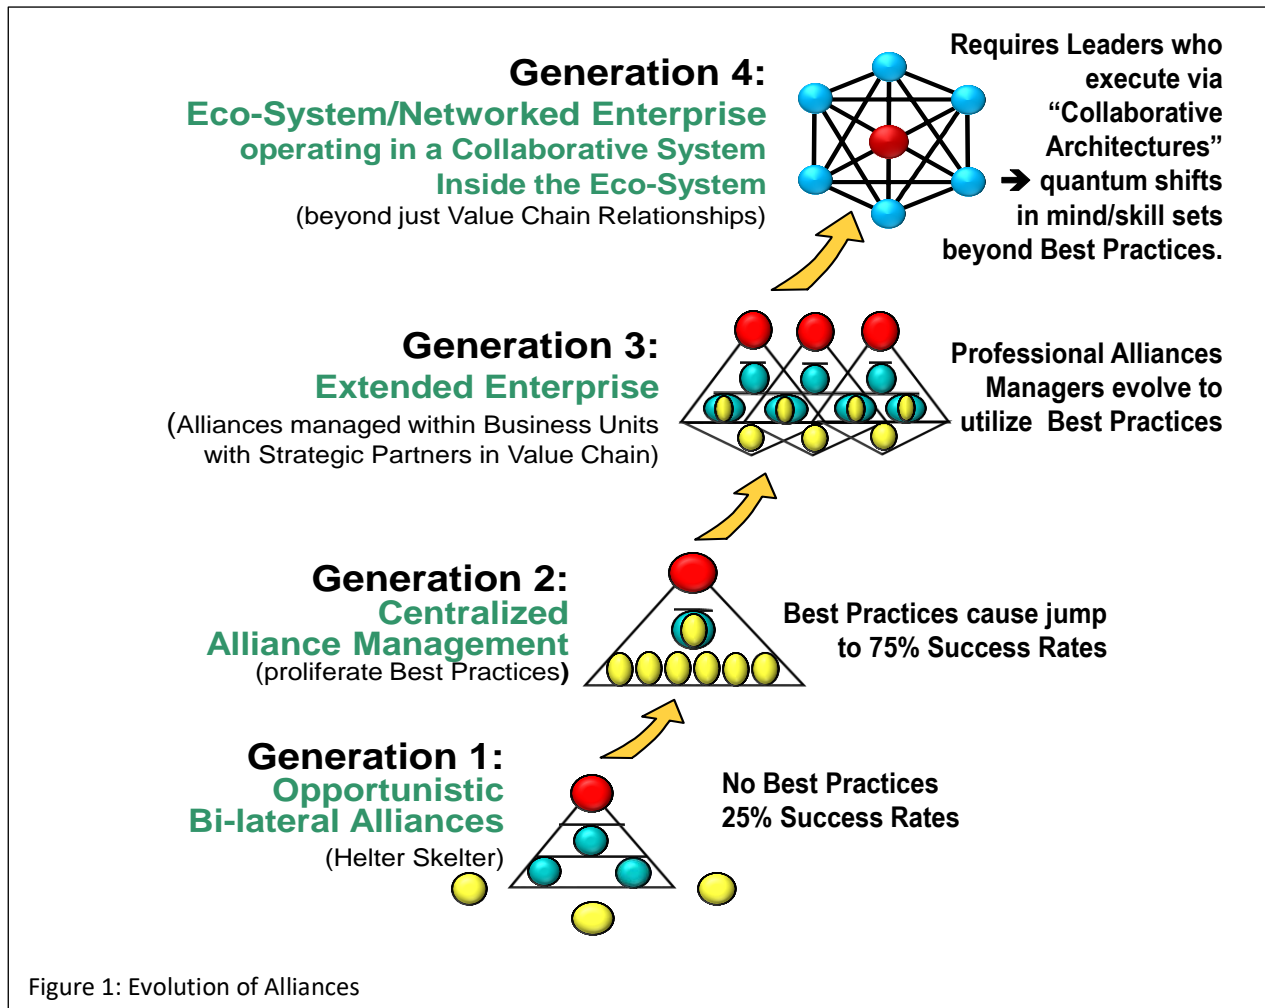 Generation 4:
Eco-System/Networked Enterprise
operating in a Collaborative System
Inside the Eco-System
(beyond just Value Chain Relationships)
Requires Leaders who
execute via
“Collaborative
Architectures”
➔ quantum shifts
in mind/skill sets
beyond Best Practices.
Generation 3:
Extended Enterprise
(Alliances managed within Business Units
with Strategic Partners in Value Chain)
Professional Alliances
Managers evolve to
utilize Best Practices
Generation 2:
Centralized
Alliance Management
(proliferate Best Practices)
Best Practices cause jump
to 75% Success Rates
Generation 1:
Opportunistic
Bi-lateral Alliances
(Helter Skelter)
No Best Practices
25% Success Rates
Figure 1: Evolution of Alliances